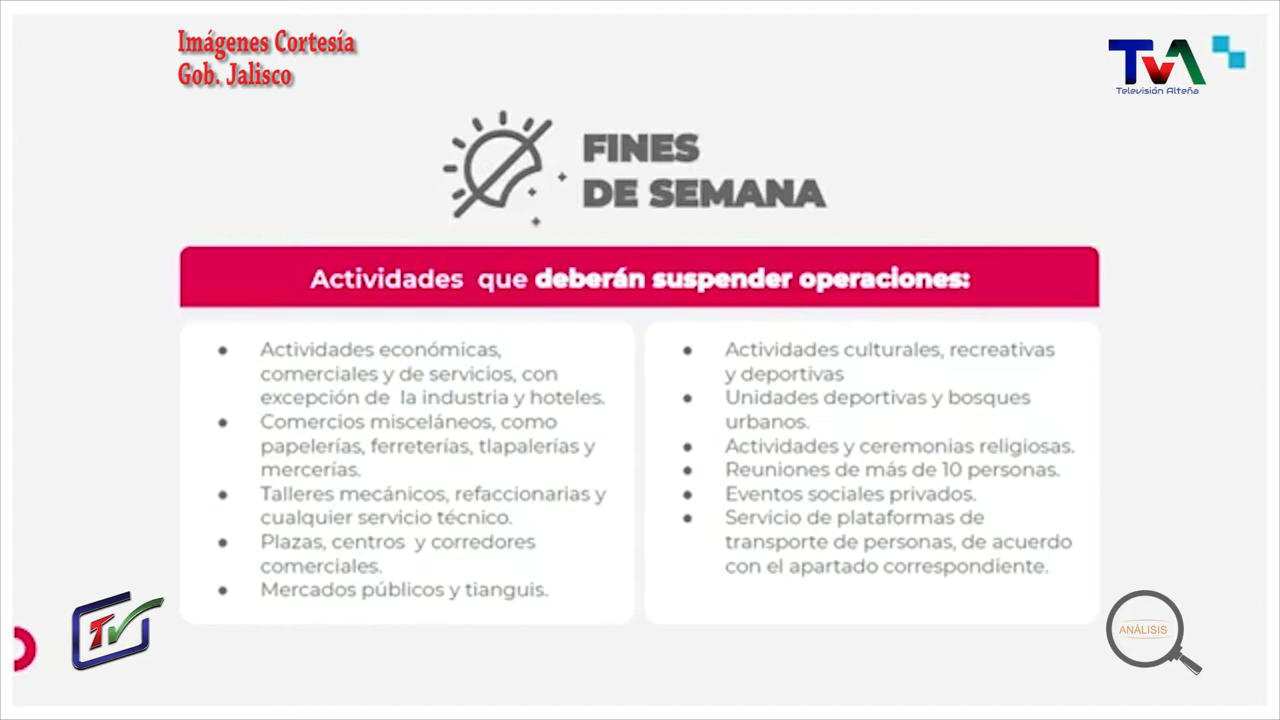 Imágenes Cortesía
Gob. Jalisco
TvA
Televisión Alteña
FINES
DE SEMANA
Actividades que deberán suspender operaciones:
• Actividades económicas,
comerciales y de servicios, con
excepción de la industria y hoteles.
• Comercios misceláneos, como
papelerías, ferreterías, tlapalerías y
mercerías.
• Talleres mecánicos, refaccionarias y
cualquier servicio técnico.
• Plazas, centros y corredores
comerciales.
• Mercados públicos y tianguis.
• Actividades culturales, recreativas
y deportivas
• Unidades deportivas y bosques
urbanos.
• Actividades y ceremonias religiosas.
• Reuniones de más de 10 personas.
• Eventos sociales privados.
• Servicio de plataformas de
transporte de personas, de acuerdo
con el apartado correspondiente.
TV
ANÁLISIS